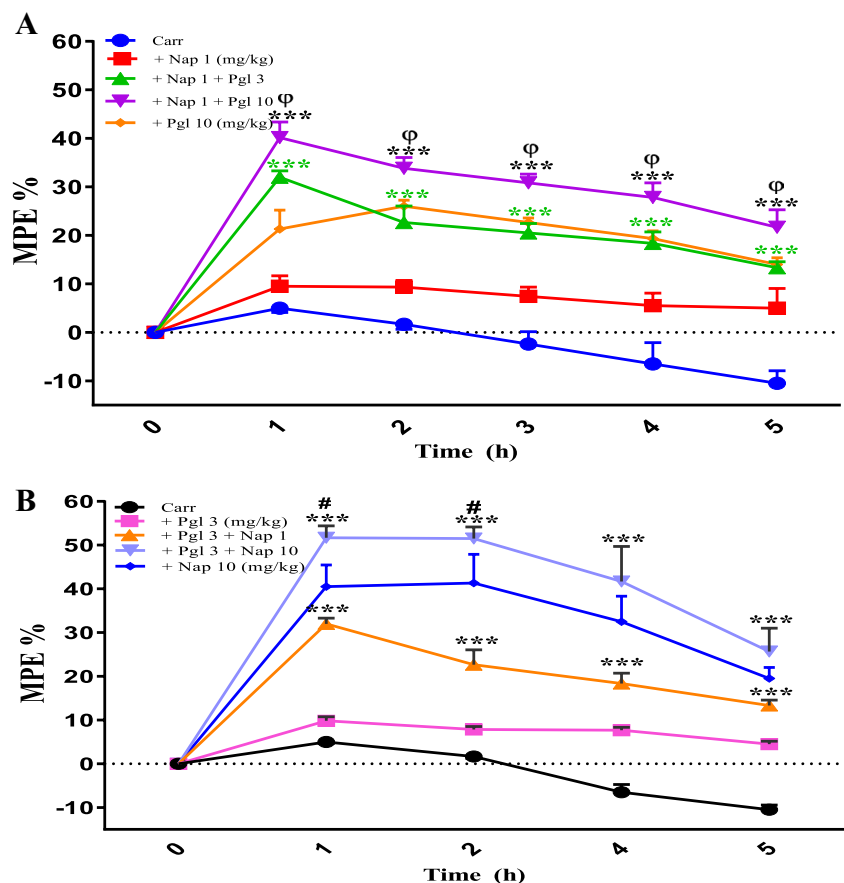 A
60
50
40
30
20
10
0
-10
MPE %
Carr
+ Nap 1 (mg/kg)
+ Nap 1 + Pgl 3
+ Nap 1 + Pgl 10
+ Pgl 10 (mg/kg)
φ φ φ φ φ
*** *** *** *** ***
*** *** *** *** ***
0 1 2 3 4 5
Time (h)
B
60
50
40
30
20
10
0
-10
MPE %
Carr
+ Pgl 3 (mg/kg)
+ Pgl 3 + Nap 1
+ Pgl 3 + Nap 10
+ Nap 10 (mg/kg)
# #
*** *** *** ***
*** *** *** ***
0 1 2 4 5
Time (h)